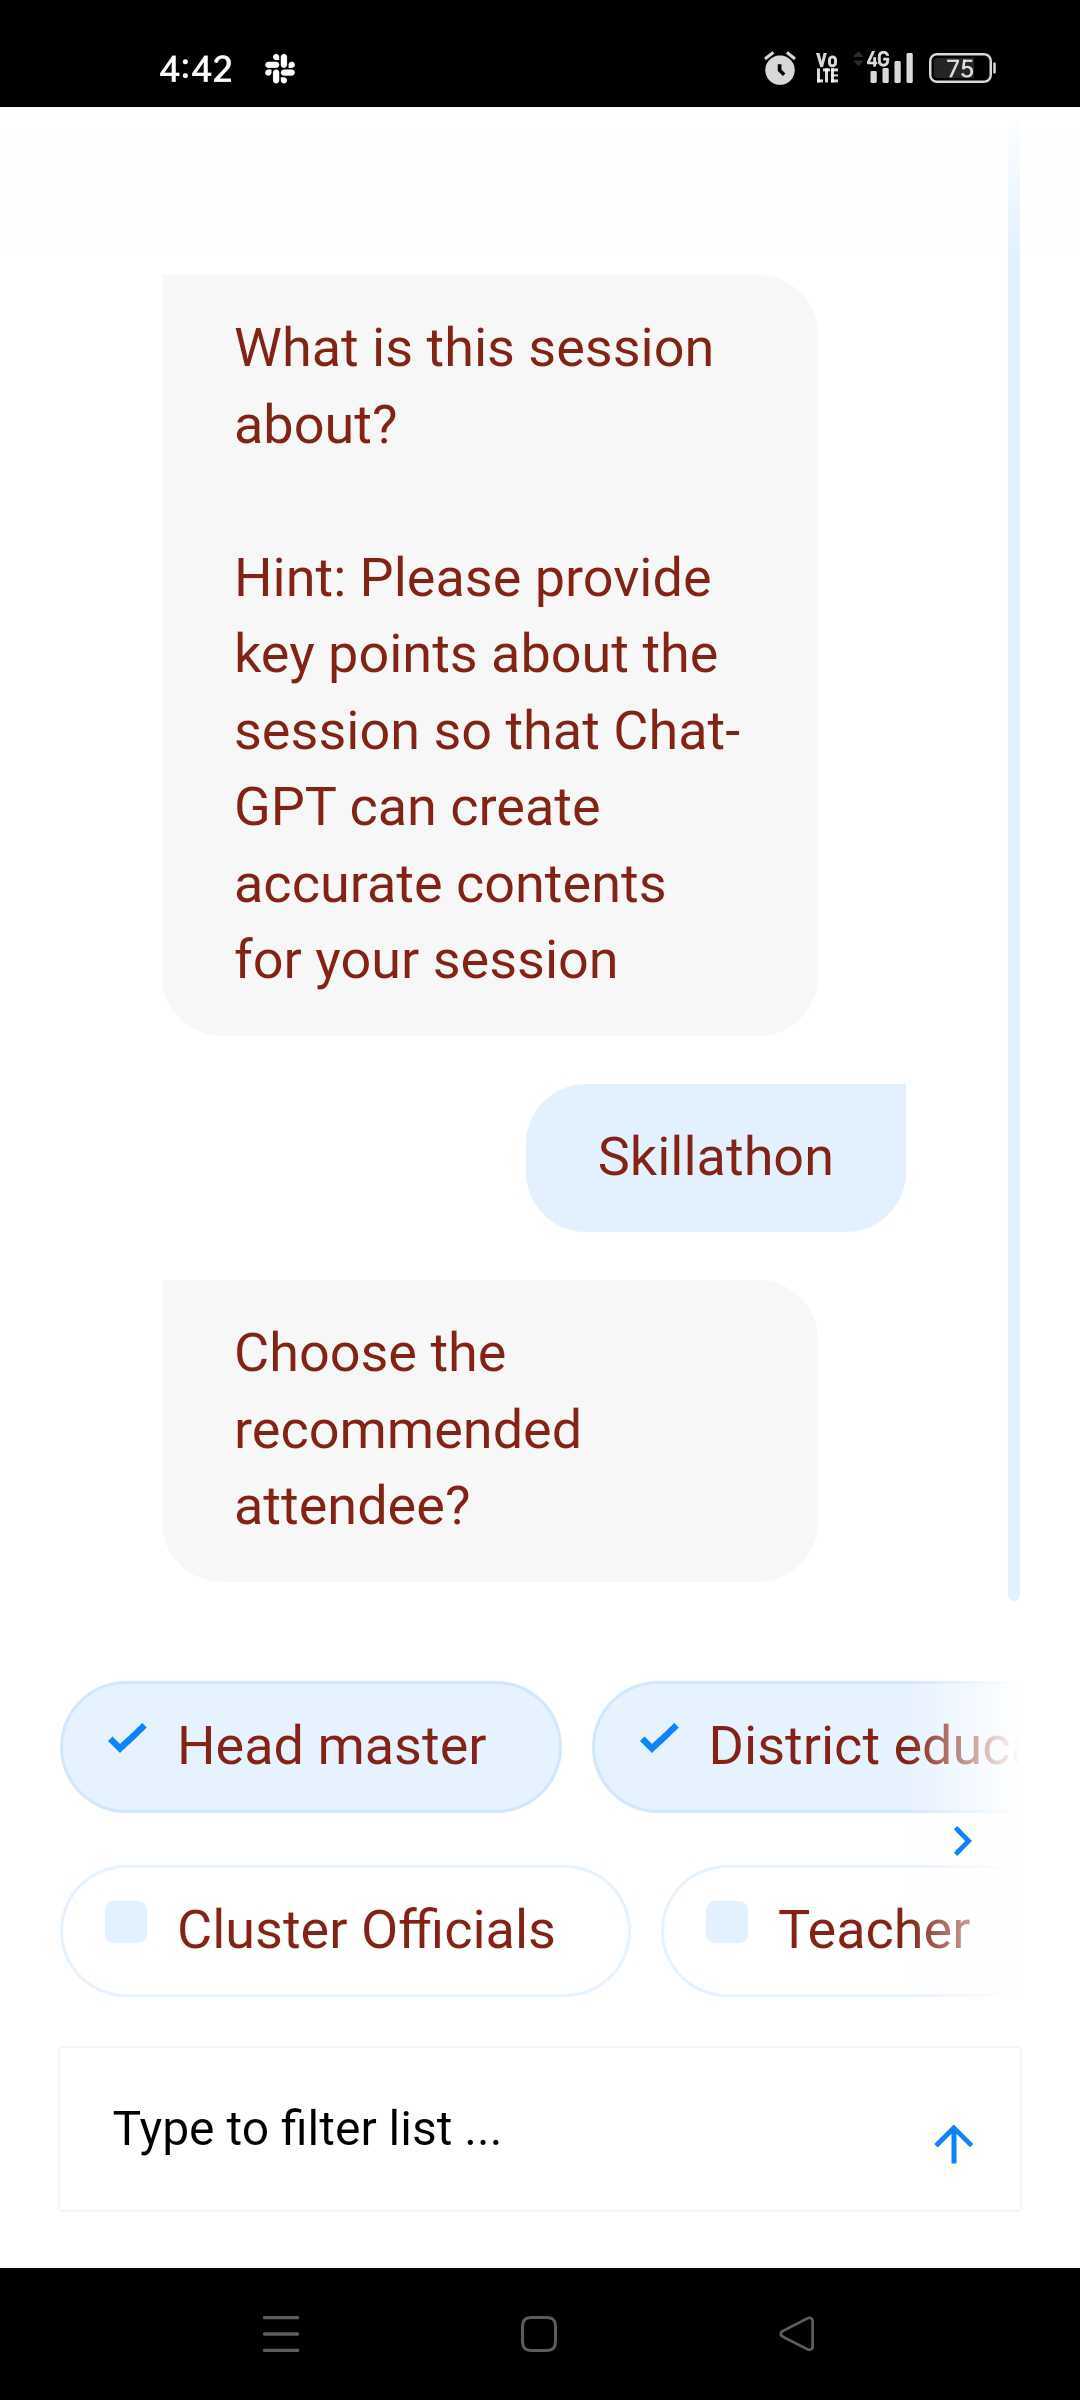 4:42
Vo LTE
4G
75
What is this session
about?
Hint: Please provide
key points about the
session so that Chat-
GPT can create
accurate contents
for your session
Skillathon
Choose the
recommended
attendee?
Head master
District educ
Cluster Officials
Teacher
Type to filter list ...